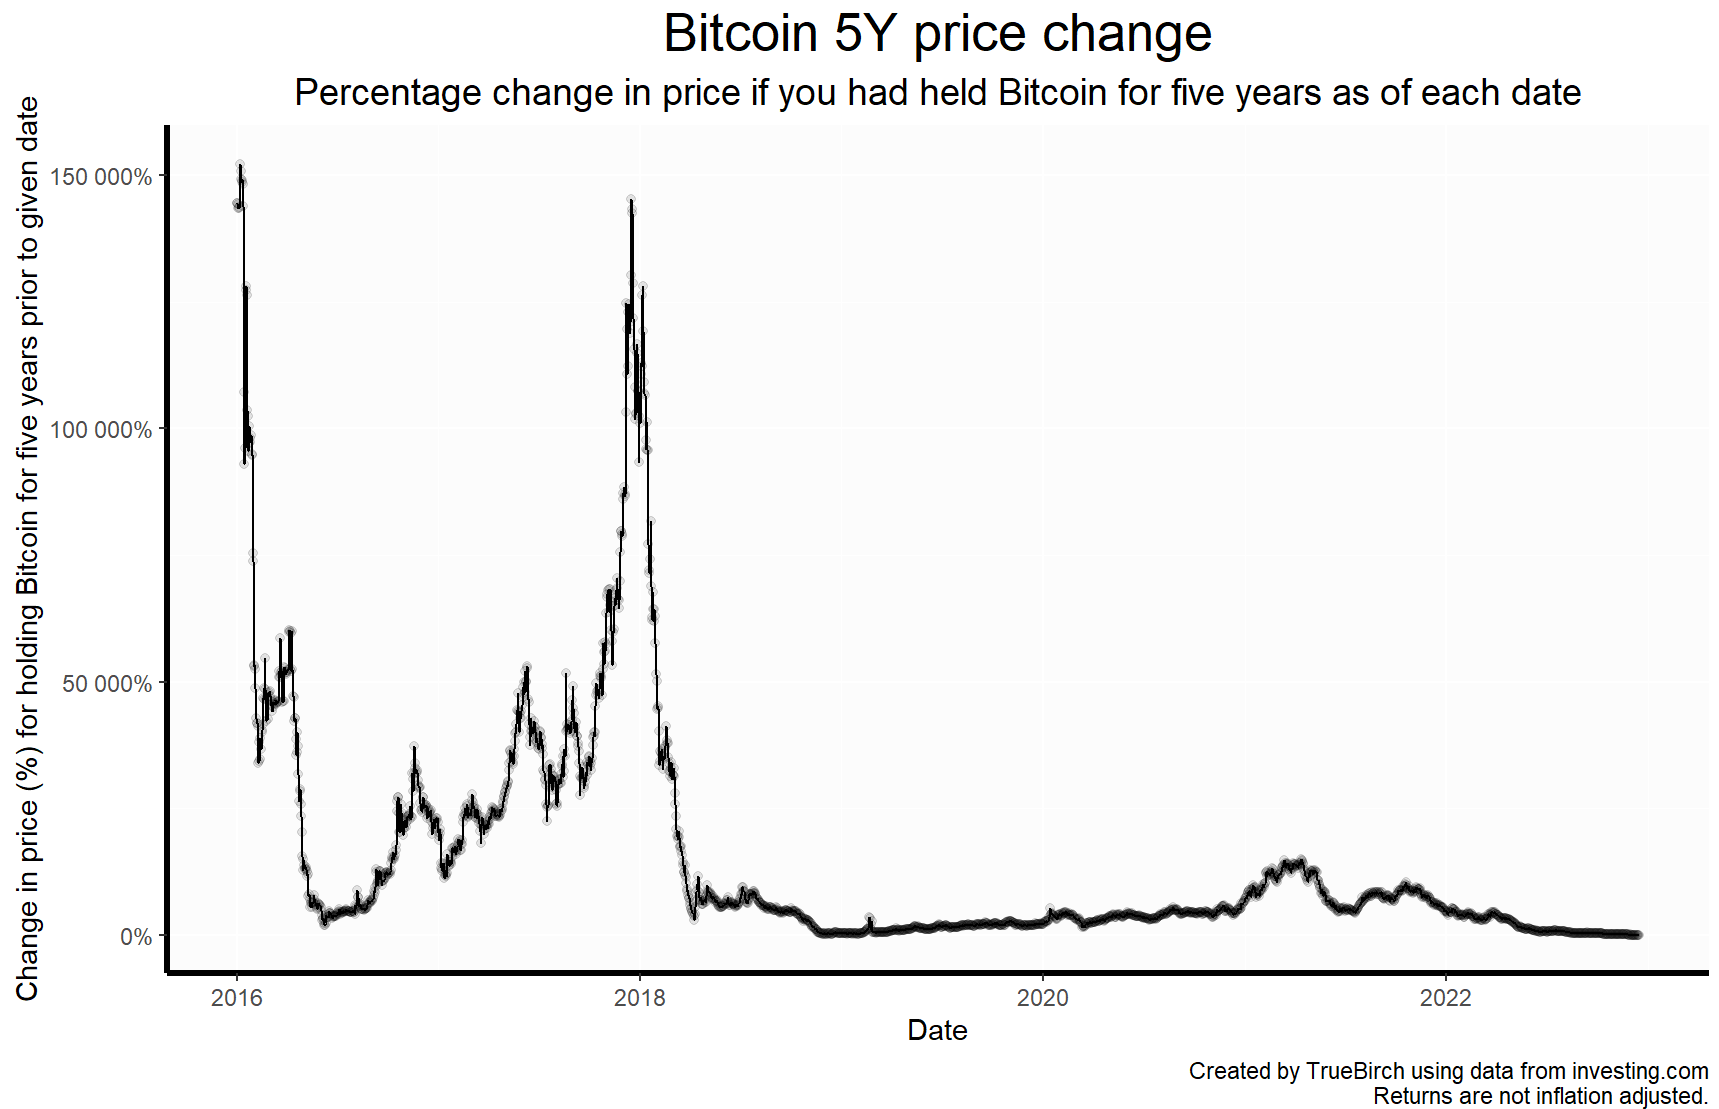 Bitcoin 5Y price change
Percentage change in price if you had held Bitcoin for five years as of each date
Change in price (%) for holding Bitcoin for five years prior to given date
150 000%
100 000%
50 000%
0%
2016
2018
2020
2022
Date
Created by TrueBirch using data from investing.com
Returns are not inflation adjusted.